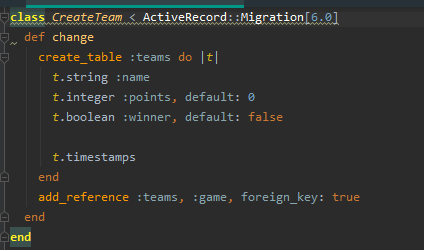 class CreateTeam < ActiveRecord::Migration[6.0]
  def change
    create_table :teams do |t|
      t.string :name
      t.integer :points, default: 0
      t.boolean :winner, default: false

      t.timestamps
    end
    add_reference :teams, :game, foreign_key: true
  end
end